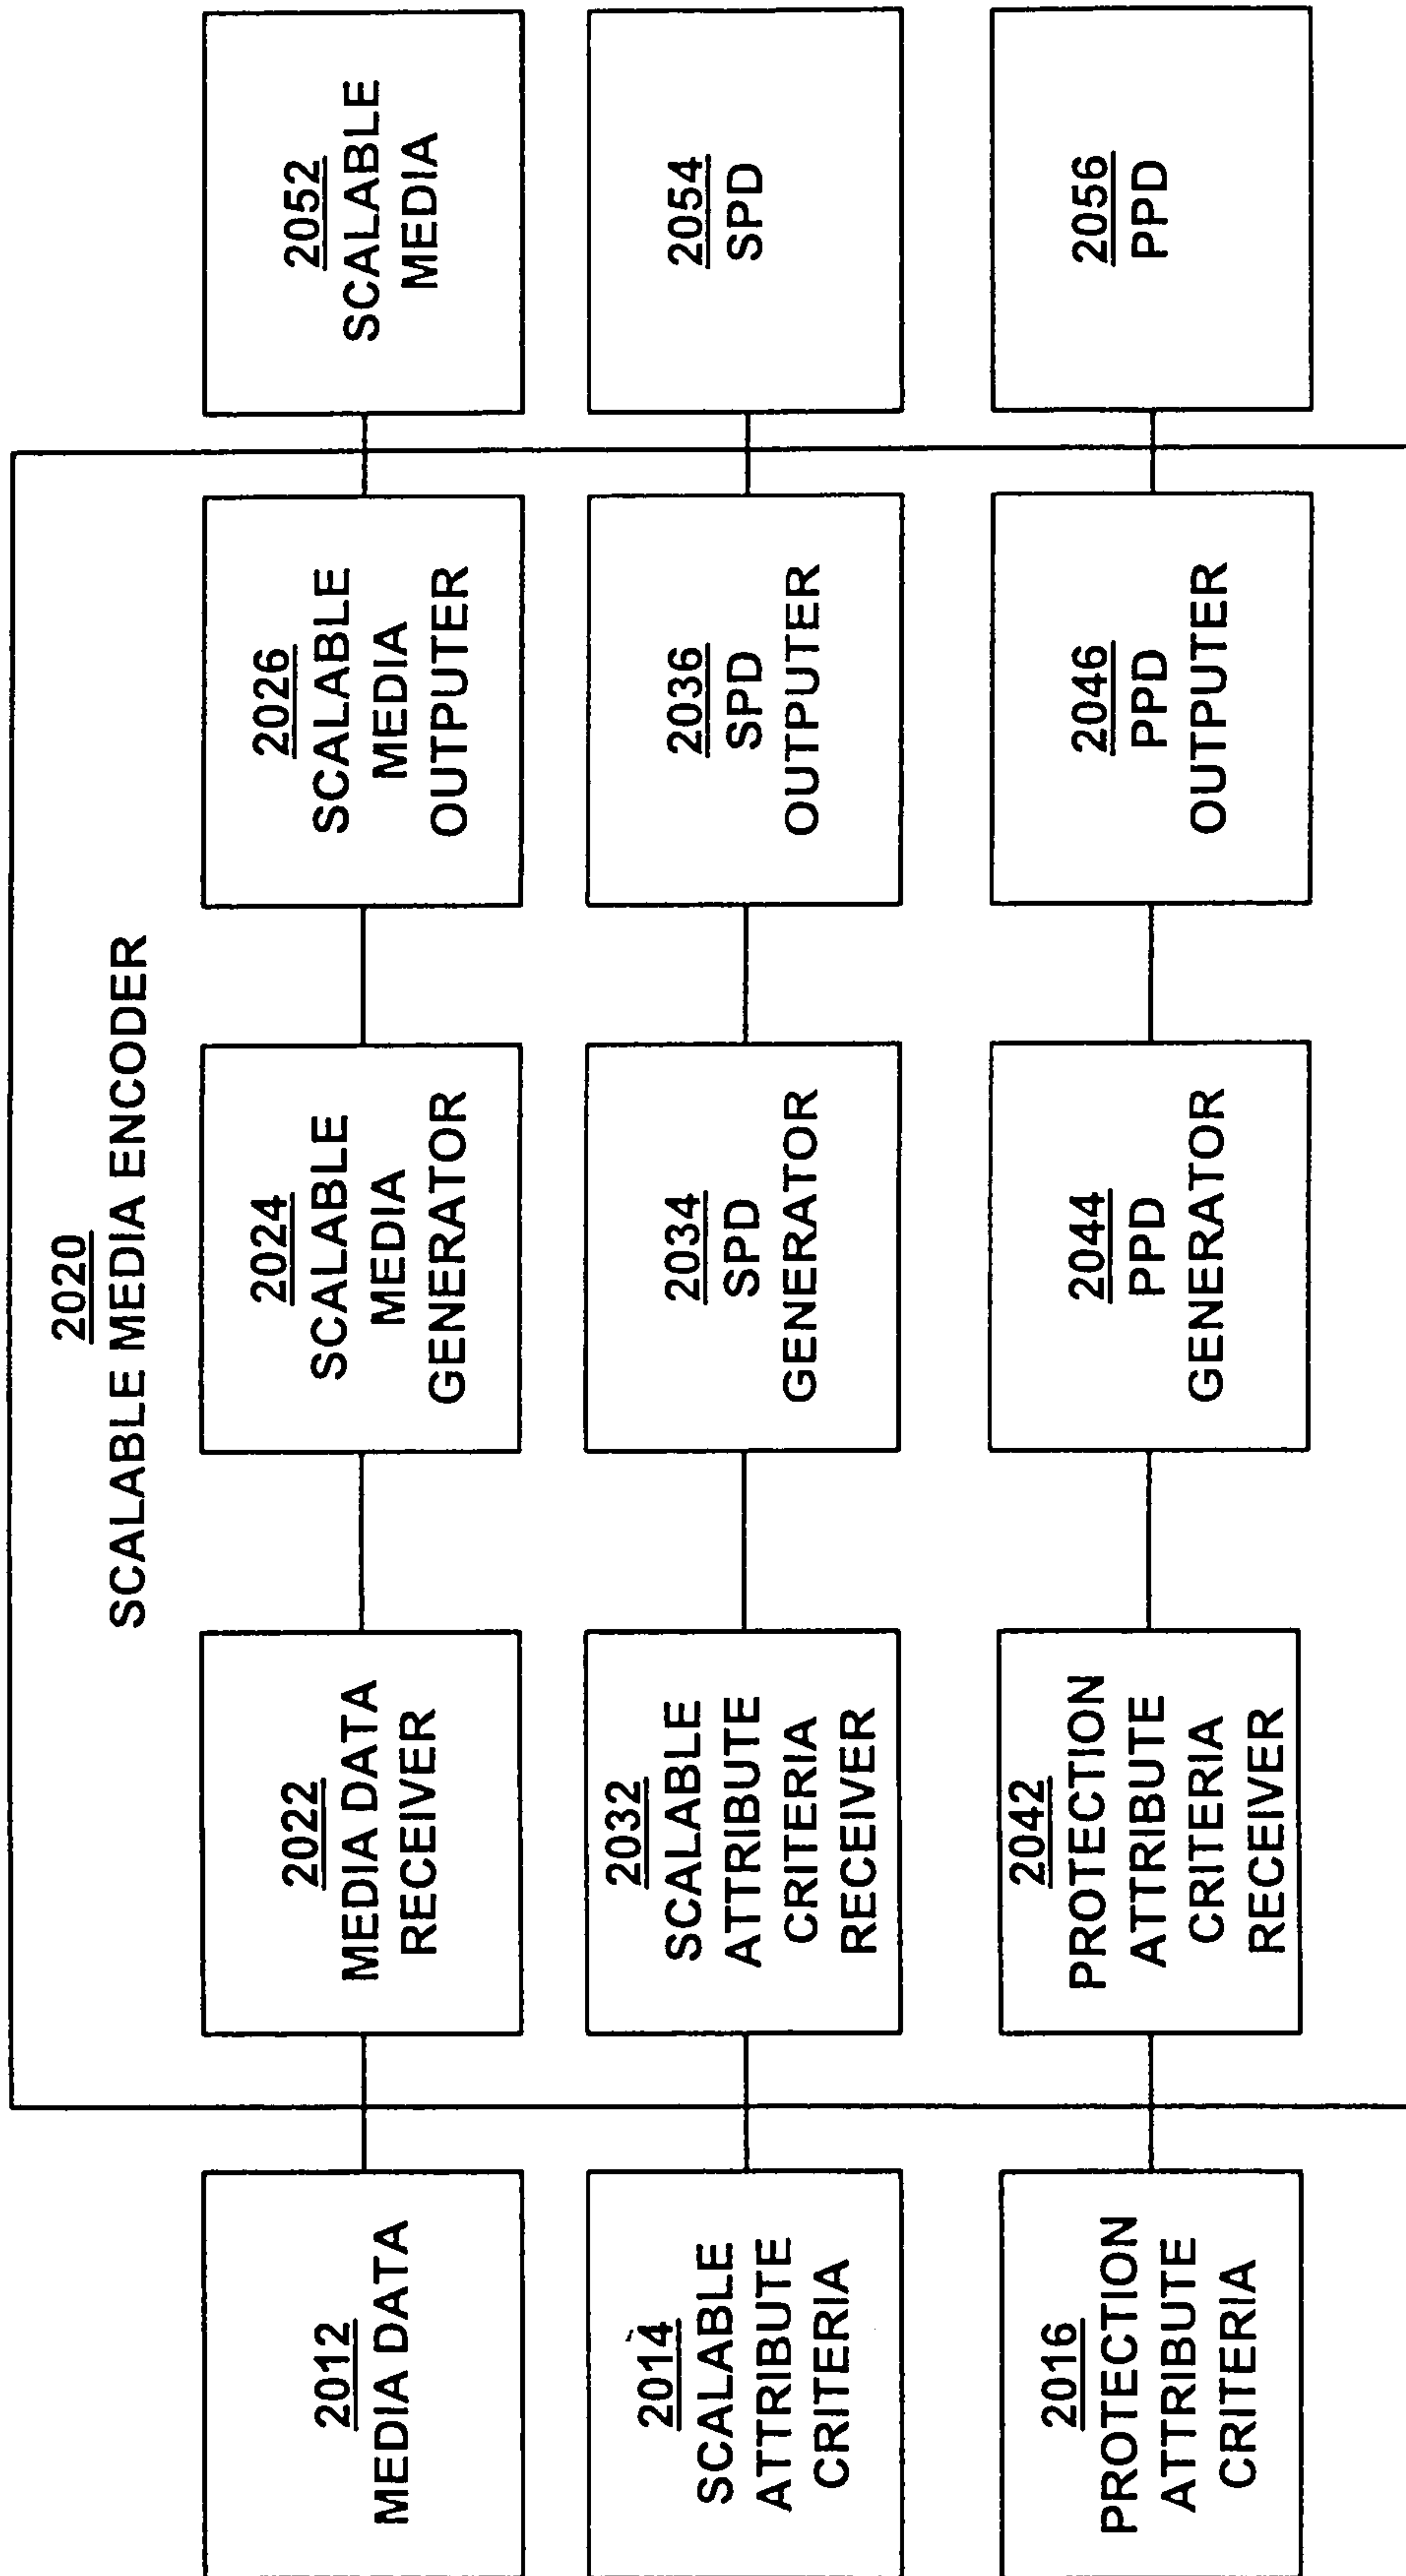 2020
SCALABLE MEDIA ENCODER
2012
MEDIA DATA
2022
MEDIA DATA
RECEIVER
2024
SCALABLE
MEDIA
GENERATOR
2026
SCALABLE
MEDIA
OUTPUTER
2052
SCALABLE
MEDIA
2014
SCALABLE
ATTRIBUTE
CRITERIA
2032
SCALABLE
ATTRIBUTE
CRITERIA
RECEIVER
2034
SPD
GENERATOR
2036
SPD
OUTPUTER
2054
SPD
2016
PROTECTION
ATTRIBUTE
CRITERIA
2042
PROTECTION
ATTRIBUTE
CRITERIA
RECEIVER
2044
PPD
GENERATOR
2046
PPD
OUTPUTER
2056
PPD